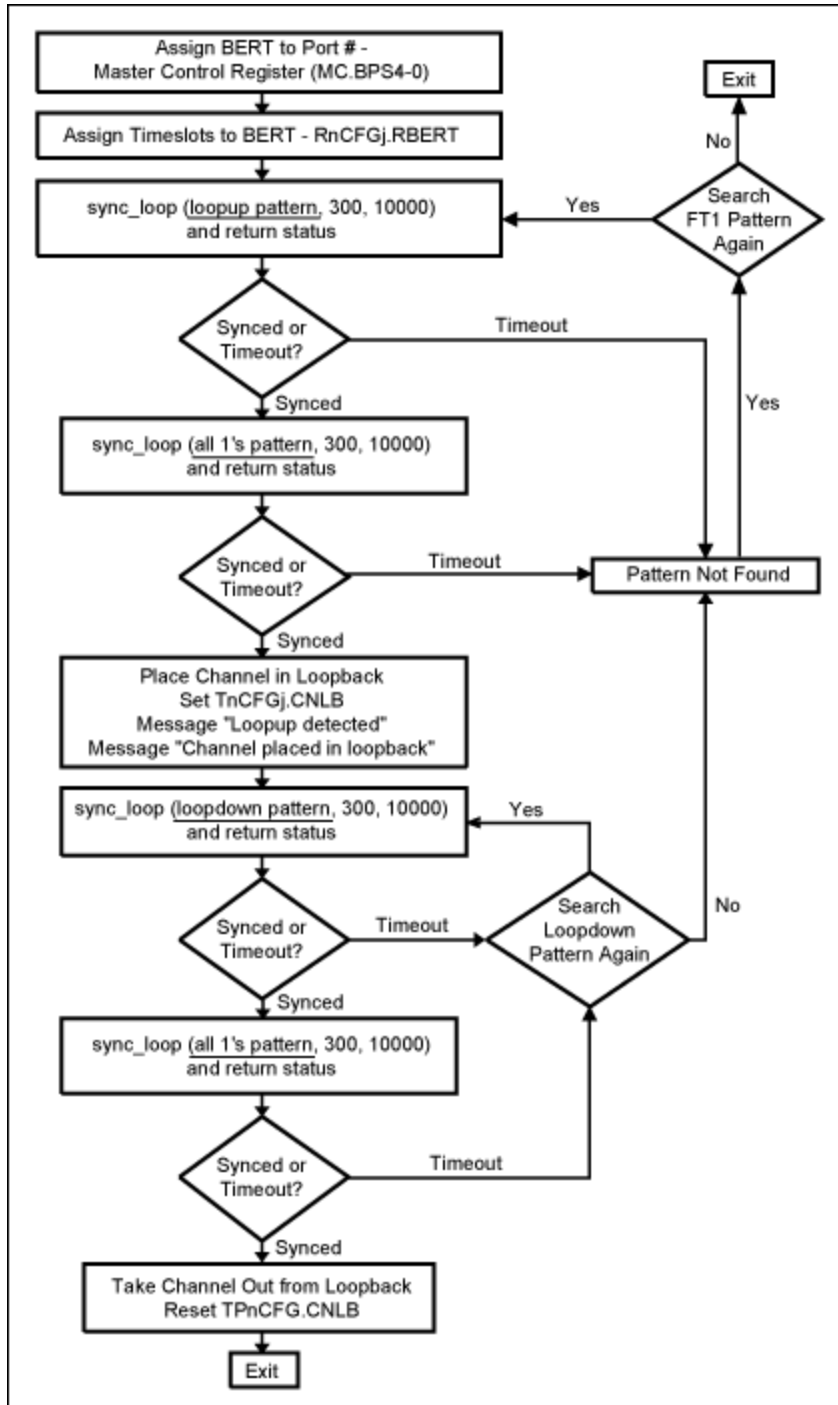 Assign BERT to Port # -
Master Control Register (MC.BPS4-0)
Exit
Assign Timeslots to BERT - RnCFGj.RBERT
No
sync_loop (loopup pattern, 300, 10000)
and return status
Yes
Search
FT1 Pattern
Again
Synced or
Timeout?
Timeout
Synced
Yes
sync_loop (all 1's pattern, 300, 10000)
and return status
Synced or
Timeout?
Timeout
Pattern Not Found
Synced
Place Channel in Loopback
Set TnCFGj.CNLB
Message "Loopup detected"
Message "Channel placed in loopback"
sync_loop (loopdown pattern, 300, 10000)
and return status
Yes
Synced or
Timeout?
Timeout
Search
Loopdown
Pattern Again
No
Synced
sync_loop (all 1's pattern, 300, 10000)
and return status
Synced or
Timeout?
Timeout
Synced
Take Channel Out from Loopback
Reset TPnCFG.CNLB
Exit